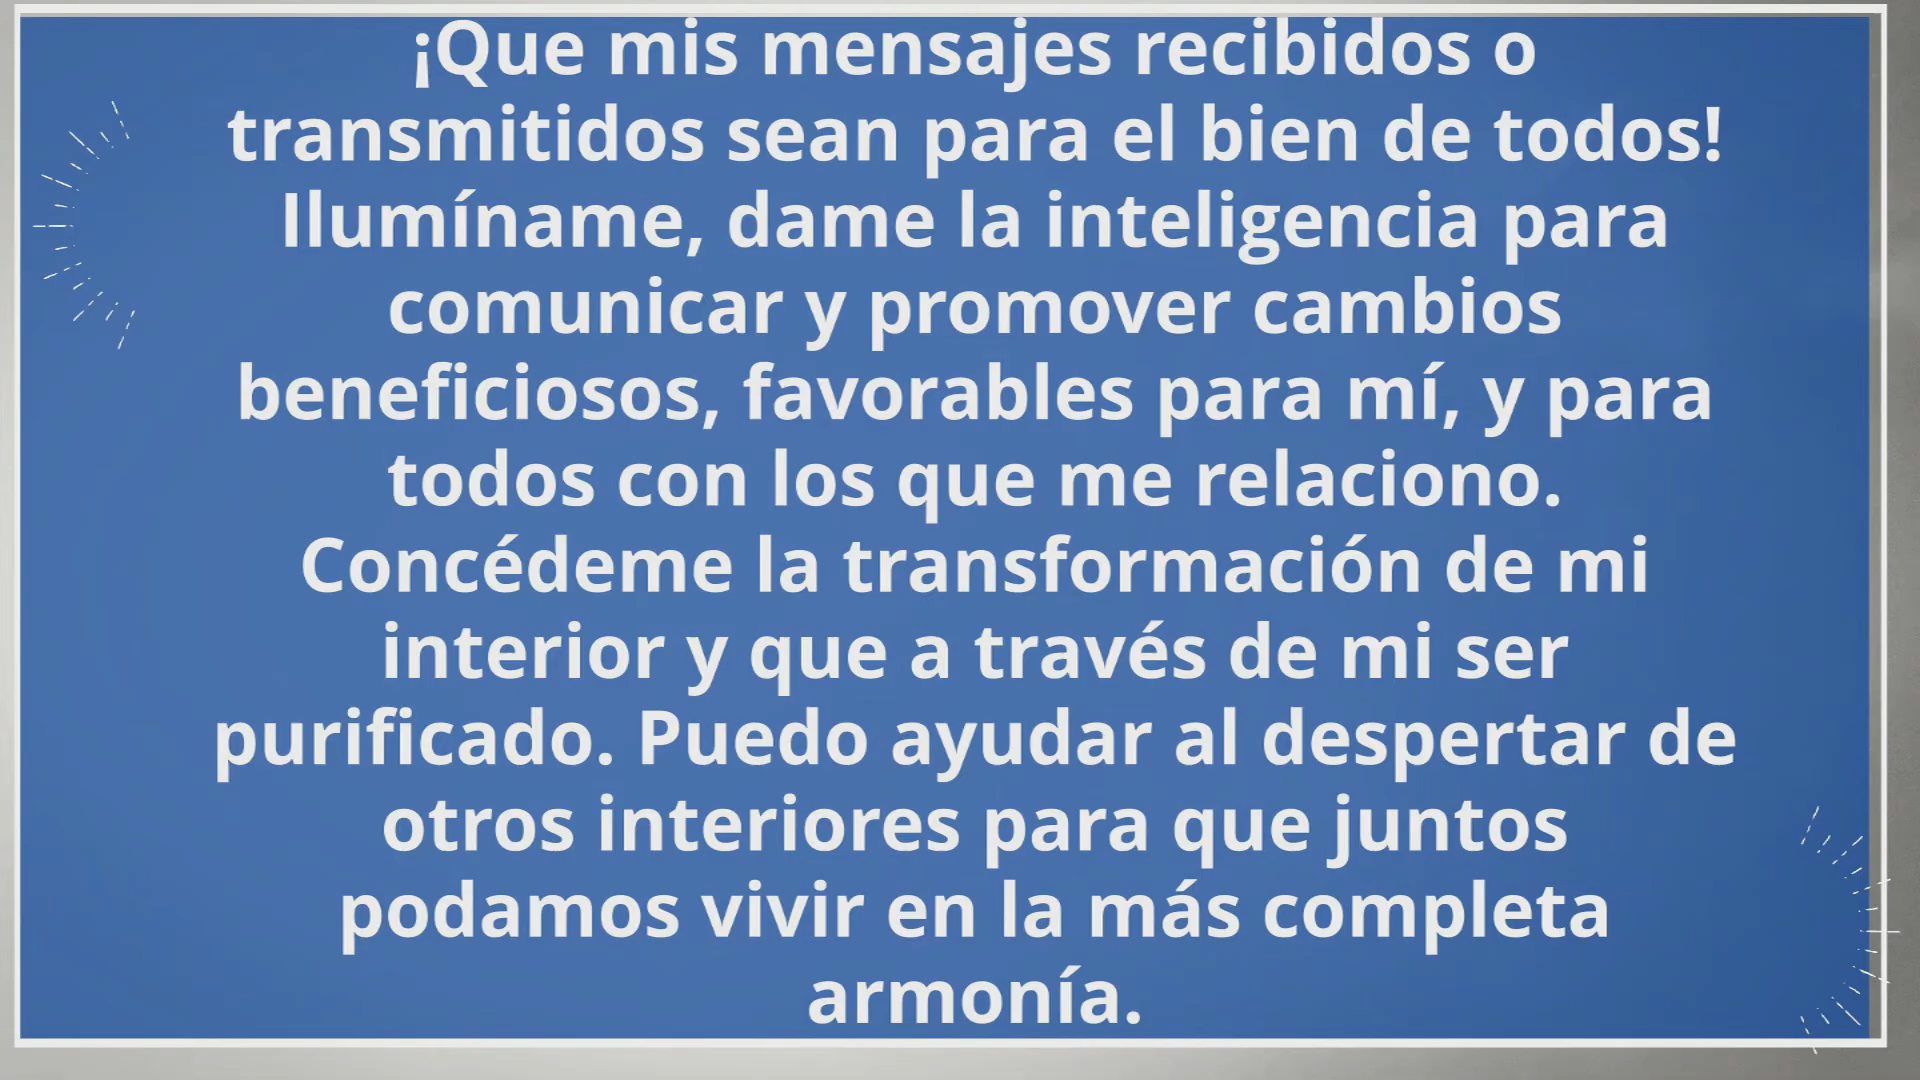 ¡Que mis mensajes recibidos o
transmitidos sean para el bien de todos!
Ilumíname, dame la inteligencia para
comunicar y promover cambios
beneficiosos, favorables para mí, y para
todos con los que me relaciono.
Concédeme la transformación de mi
interior y que a través de mi ser
purificado. Puedo ayudar al despertar de
otros interiores para que juntos
podamos vivir en la más completa
armonía.